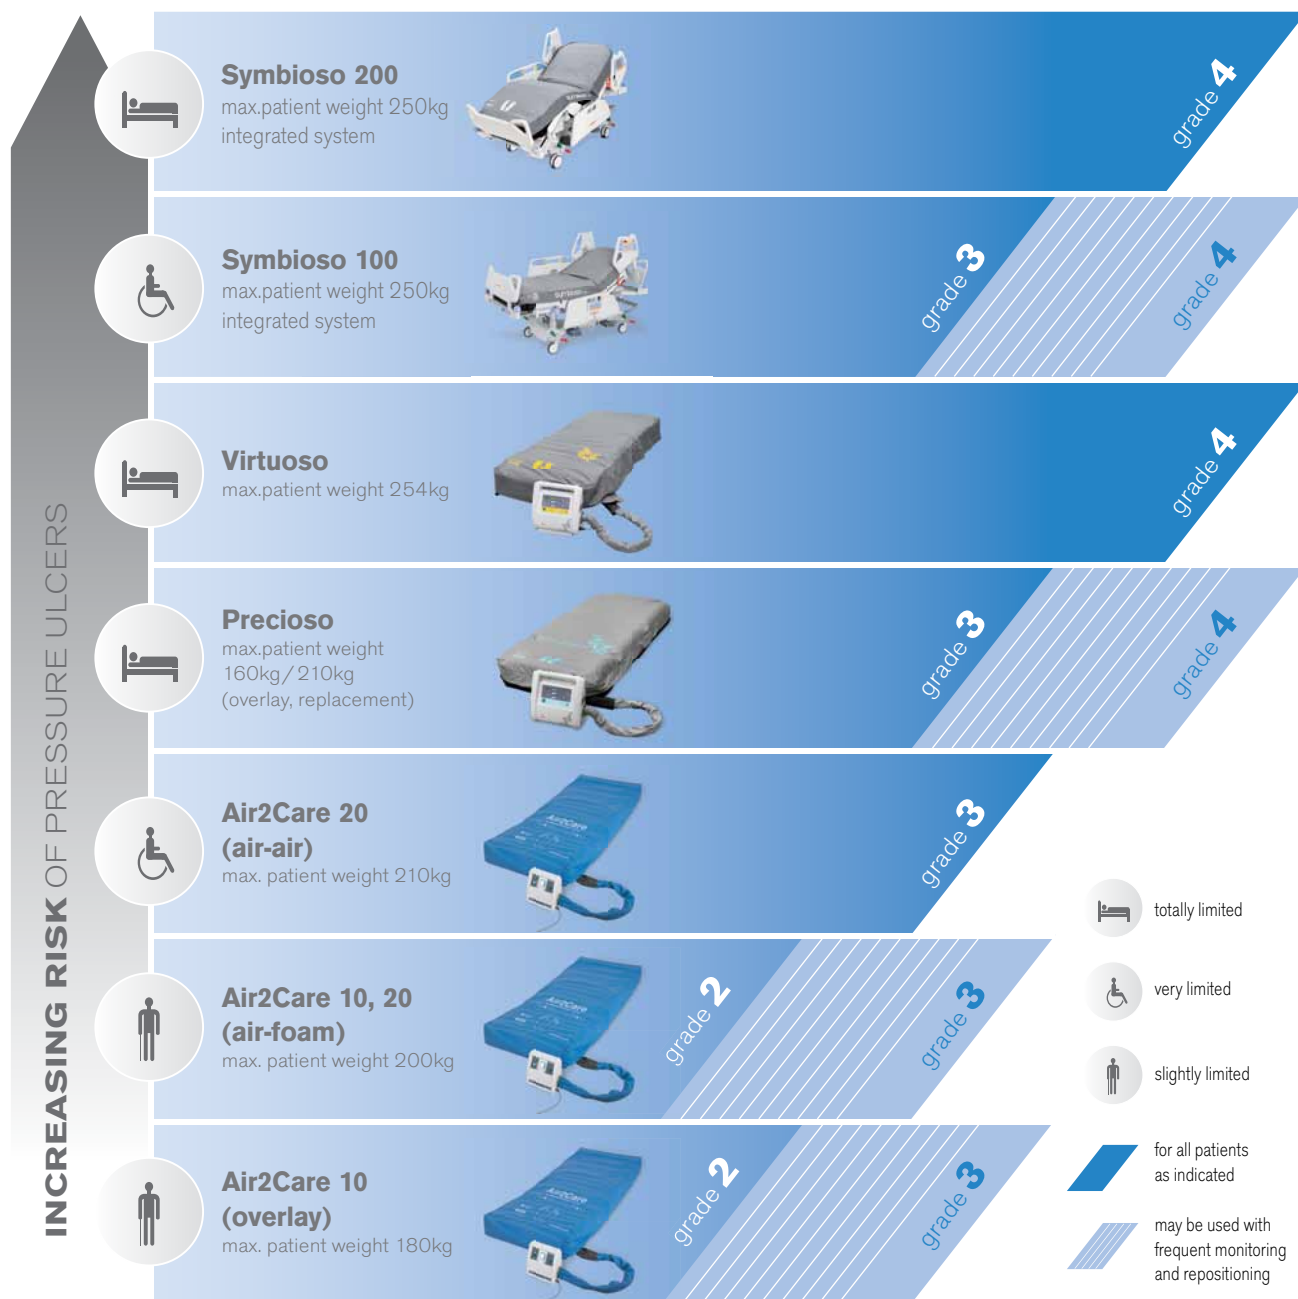 INCREASING RISK OF PRESSURE ULCERS
Symbioso 200
max.patient weight 250kg
integrated system
grade 4
Symbioso 100
max.patient weight 250kg
integrated system
grade 3
grade 4
Virtuoso
max.patient weight 254kg
grade 4
Precioso
max.patient weight
160kg/210kg
(overlay, replacement)
grade 3
grade 4
Air2Care 20
(air-air)
max. patient weight 210kg
Air2Care
grade 3
Air2Care 10, 20
(air-foam)
max. patient weight 200kg
Air2Care
grade 2
grade 3
Air2Care 10
(overlay)
max. patient weight 180kg
Air2Care
grade 2
grade 3
totally limited
very limited
slightly limited
for all patients
as indicated
may be used with
frequent monitoring
and repositioning